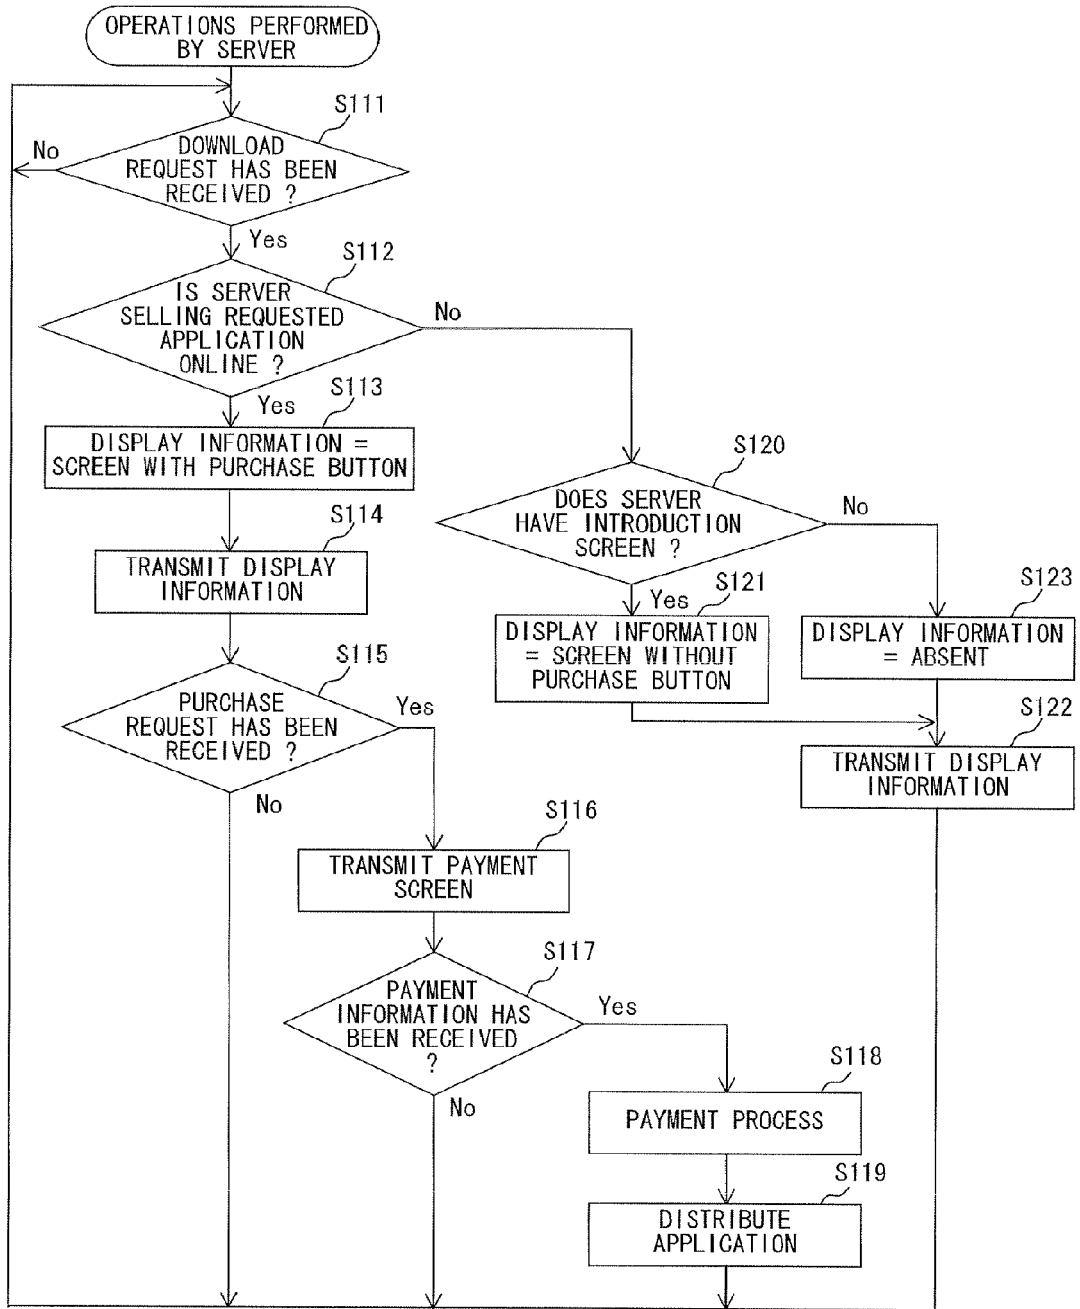 OPERATIONS PERFORMED
BY SERVER
S111
DOWNLOAD
REQUEST HAS BEEN
RECEIVED ?
No
Yes
S112
IS SERVER
SELLING REQUESTED
APPLICATION
ONLINE ?
No
Yes
S113
DISPLAY INFORMATION =
SCREEN WITH PURCHASE BUTTON
S114
TRANSMIT DISPLAY
INFORMATION
S115
PURCHASE
REQUEST HAS BEEN
RECEIVED ?
Yes
No
S116
TRANSMIT PAYMENT
SCREEN
S117
PAYMENT
INFORMATION HAS
BEEN RECEIVED
?
Yes
No
S118
PAYMENT PROCESS
S119
DISTRIBUTE
APPLICATION
S120
DOES SERVER
HAVE INTRODUCTION
SCREEN ?
No
Yes
S121
DISPLAY INFORMATION
= SCREEN WITHOUT
PURCHASE BUTTON
S123
DISPLAY INFORMATION
= ABSENT
S122
TRANSMIT DISPLAY
INFORMATION